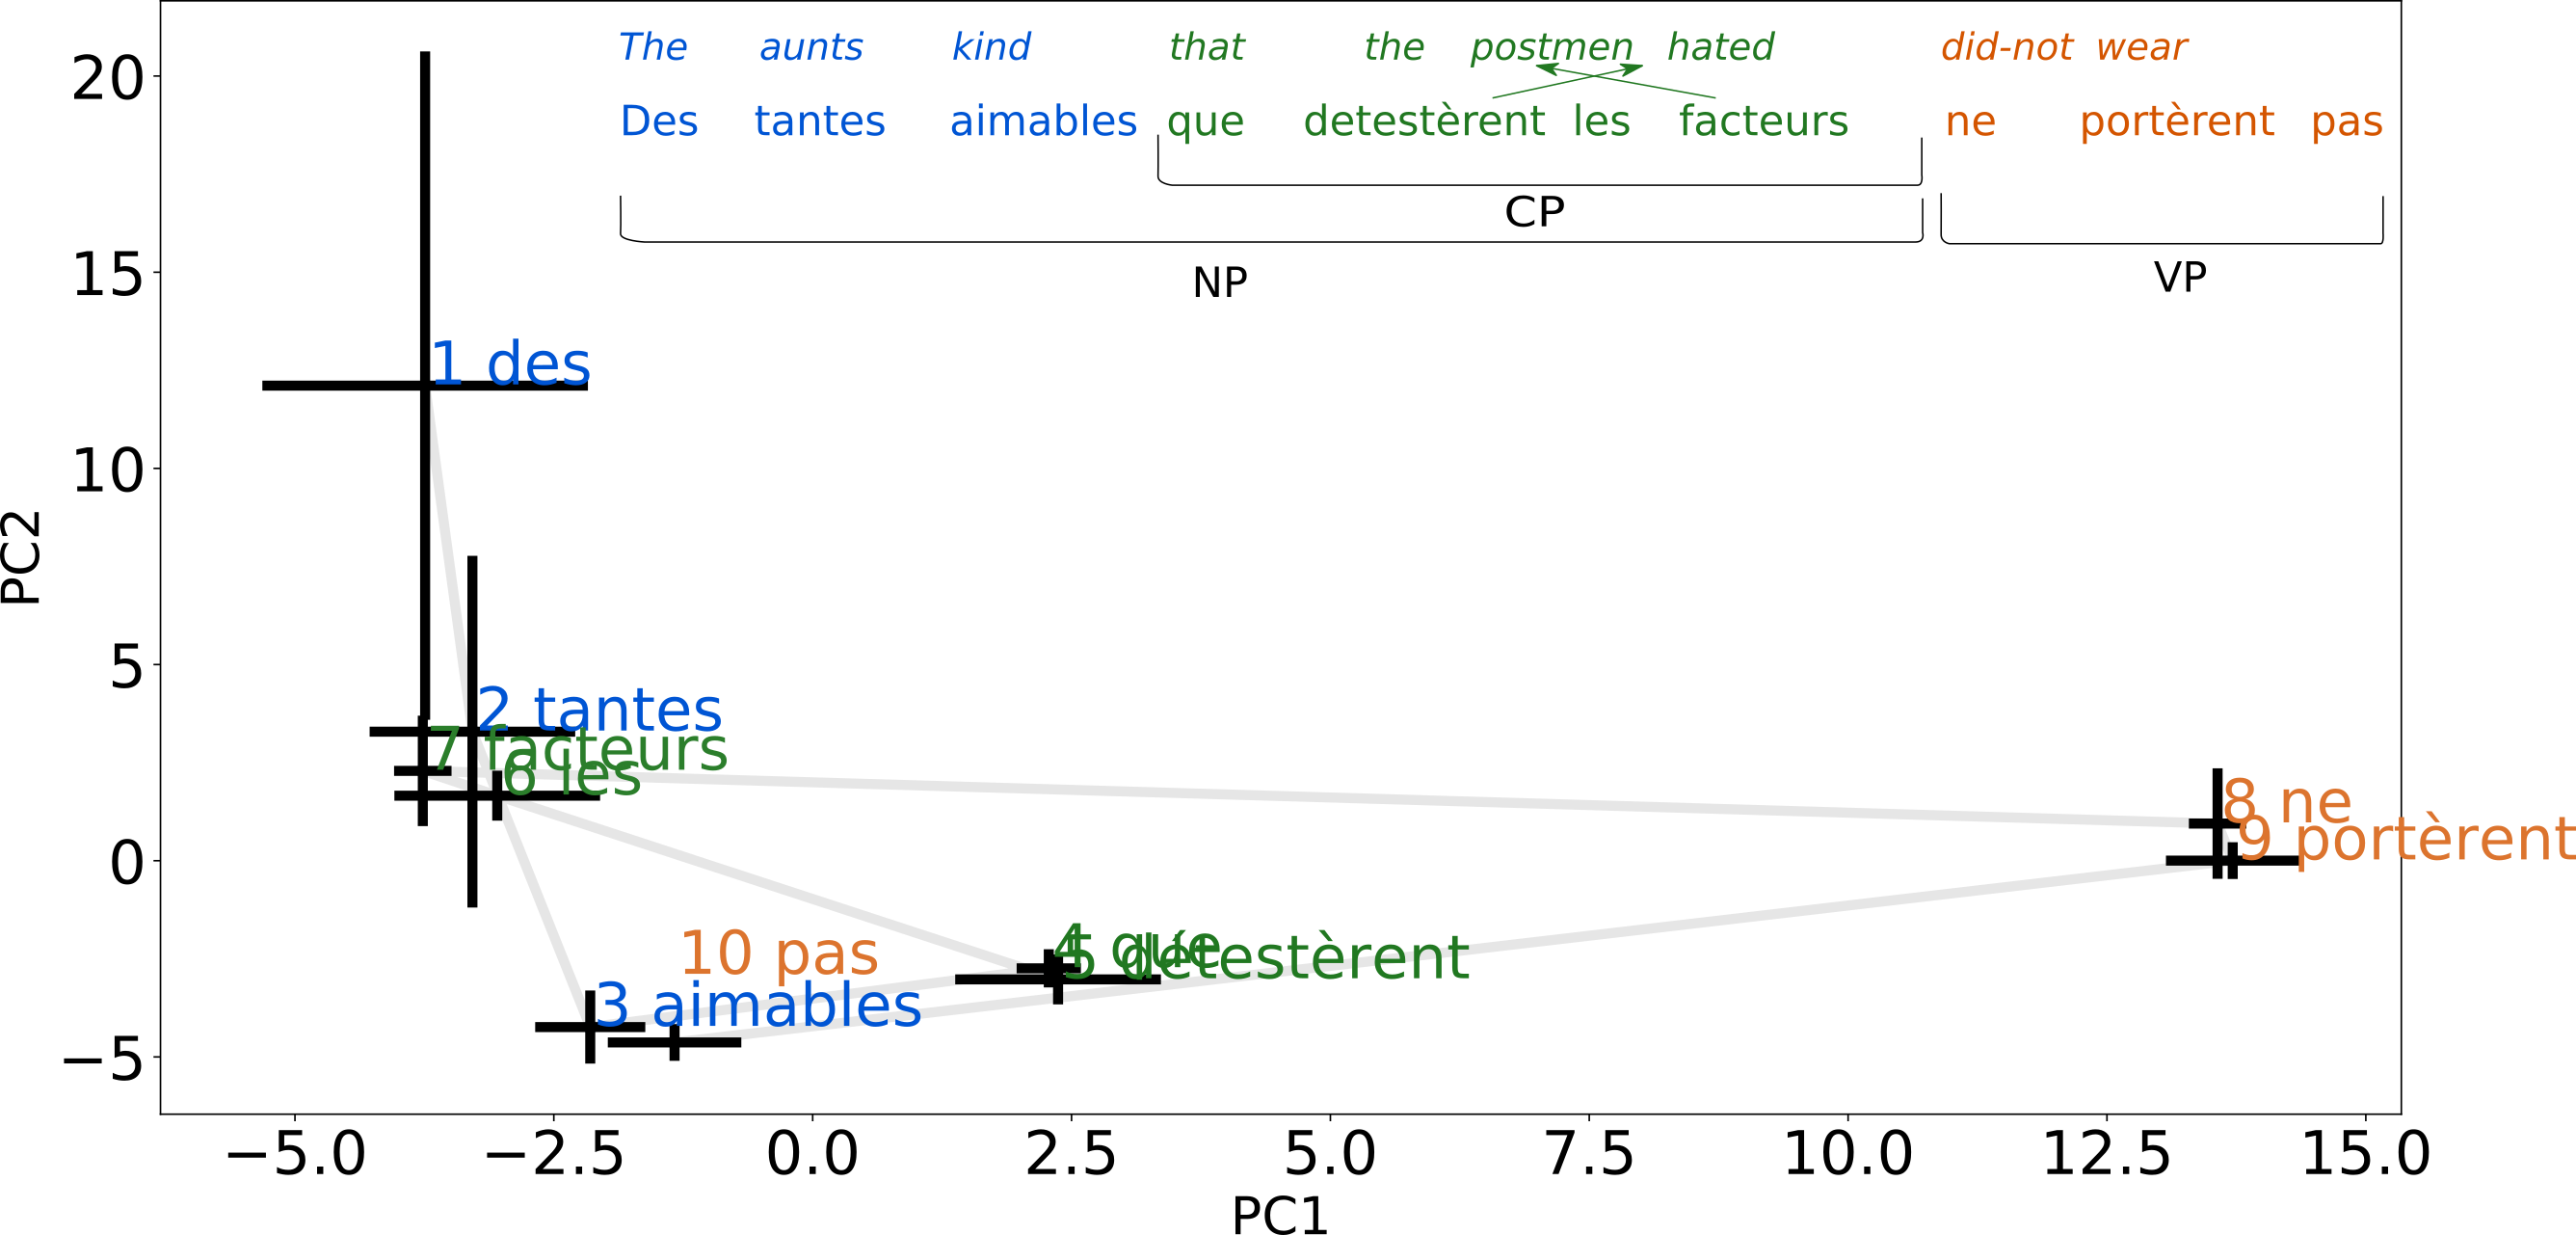 The aunts kind that the postmen hated did-not wear
Des tantes aimables que detestèrent les facteurs ne portèrent pas
CP
NP
VP
20
15
10
5
0
−5
PC2
1 des
2 tantes
7 facteurs
6 les
8 ne
9 portèrent
4 que
5 détestèrent
10 pas
3 aimables
−5.0 −2.5 0.0 2.5 5.0 7.5 10.0 12.5 15.0
PC1